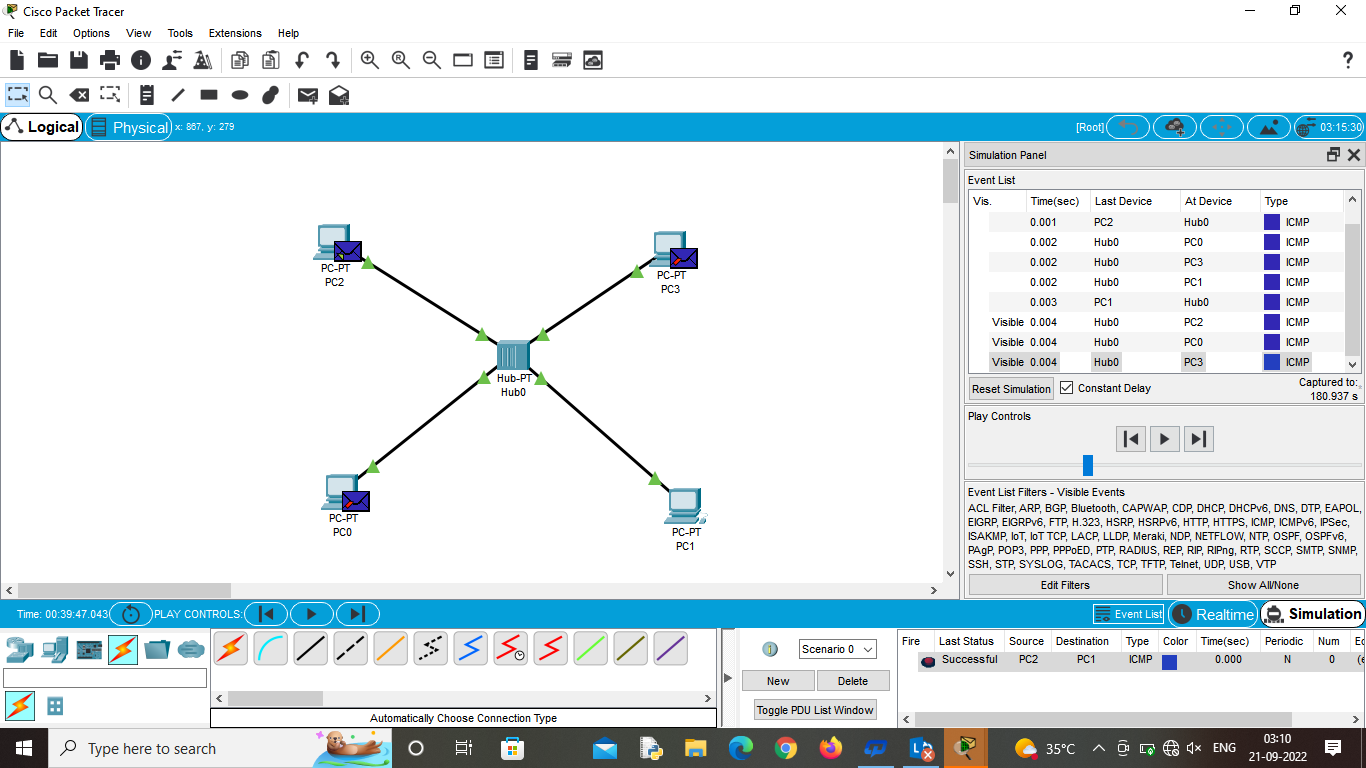 Cisco Packet Tracer
File Edit Options View Tools Extensions Help
?
Logical Physical x: 867, y: 279 [Root] 03:15:30
PC-PT
PC2
PC-PT
PC3
Hub-PT
Hub0
PC-PT
PC0
PC-PT
PC1
Simulation Panel
Event List
Vis. Time(sec) Last Device At Device Type
0.001 PC2 Hub0 ICMP
0.002 Hub0 PC0 ICMP
0.002 Hub0 PC3 ICMP
0.002 Hub0 PC1 ICMP
0.003 PC1 Hub0 ICMP
Visible 0.004 Hub0 PC2 ICMP
Visible 0.004 Hub0 PC0 ICMP
Visible 0.004 Hub0 PC3 ICMP
Reset Simulation Constant Delay Captured to:
180.937 s
Play Controls
Event List Filters - Visible Events
ACL Filter, ARP, BGP, Bluetooth, CAPWAP, CDP, DHCP, DHCPv6, DNS, DTP, EAPOL,
EIGRP, EIGRPv6, FTP, H.323, HSRP, HSRPv6, HTTP, HTTPS, ICMP, ICMPv6, IPSec,
ISAKMP, IoT, IoT TCP, LACP, LLDP, Meraki, NDP, NETFLOW, NTP, OSPF, OSPFv6,
PAgP, POP3, PPP, PPPoED, PTP, RADIUS, REP, RIP, RIPng, RTP, SCCP, SMTP, SNMP,
SSH, STP, SYSLOG, TACACS, TCP, TFTP, Telnet, UDP, USB, VTP
Edit Filters Show All/None
Time: 00:39:47.043 PLAY CONTROLS: Event List Realtime Simulation
Automatically Choose Connection Type
Scenario 0
New Delete
Toggle PDU List Window
Fire Last Status Source Destination Type Color Time(sec) Periodic Num Ec
Successful PC2 PC1 ICMP 0.000 N 0 (e
Type here to search
35°C ENG
03:10
21-09-2022